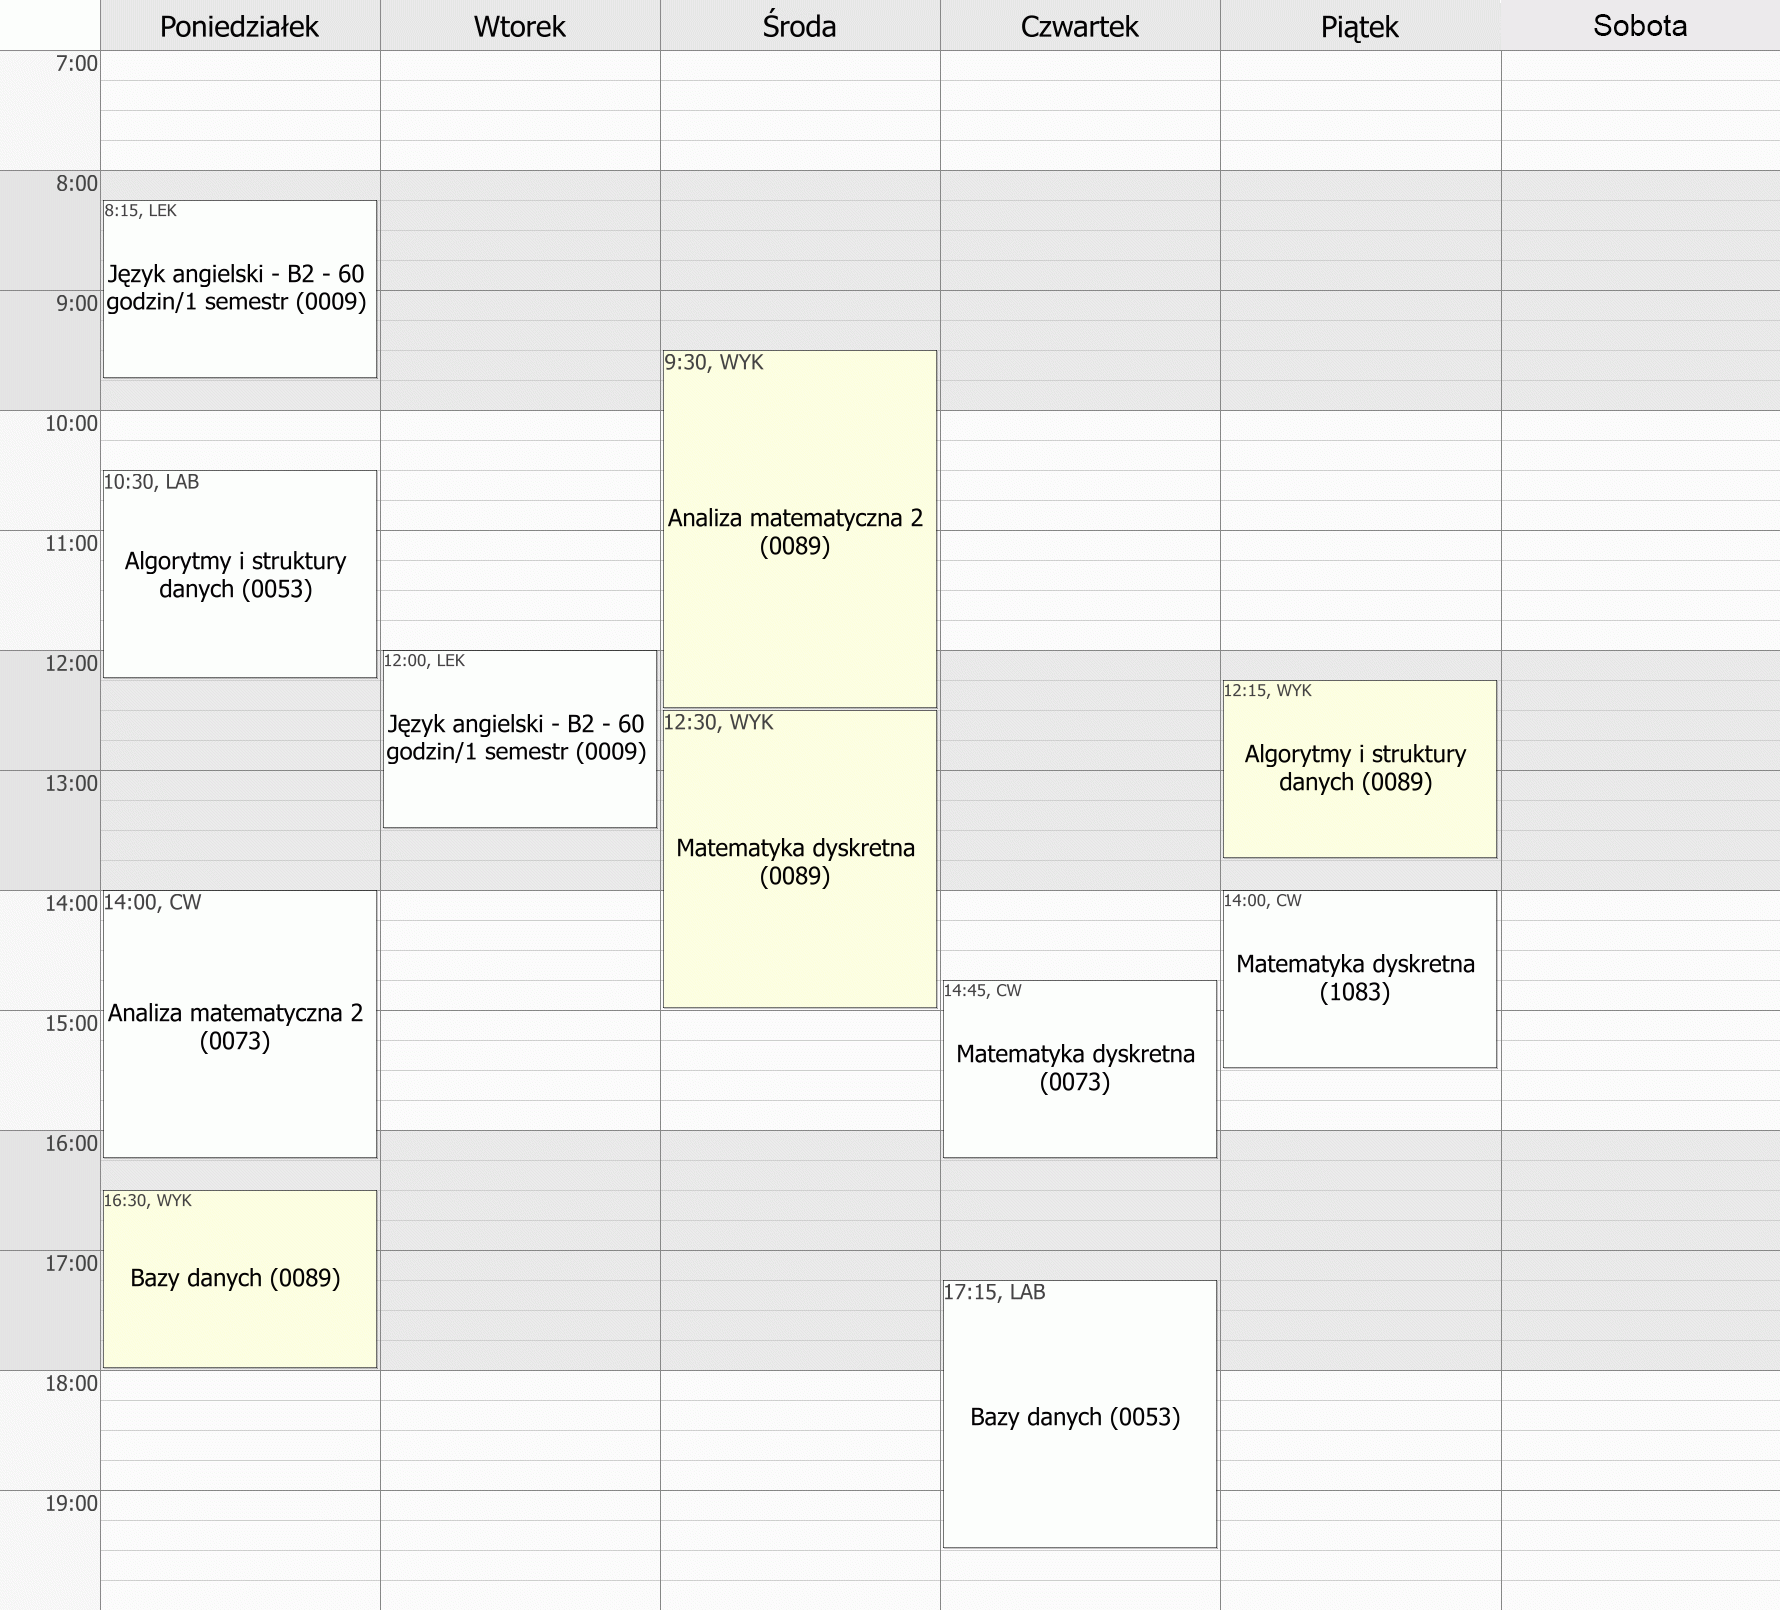 Poniedziałek
Wtorek
Środa
Czwartek
Piątek
Sobota
7:00
8:00
9:00
10:00
11:00
12:00
13:00
14:00
15:00
16:00
17:00
18:00
19:00
8:15, LEK
Język angielski - B2 - 60
godzin/1 semestr (0009)
10:30, LAB
Algorytmy i struktury
danych (0053)
14:00, CW
Analiza matematyczna 2
(0073)
16:30, WYK
Bazy danych (0089)
12:00, LEK
Język angielski - B2 - 60
godzin/1 semestr (0009)
9:30, WYK
Analiza matematyczna 2
(0089)
12:30, WYK
Matematyka dyskretna
(0089)
14:45, CW
Matematyka dyskretna
(0073)
17:15, LAB
Bazy danych (0053)
12:15, WYK
Algorytmy i struktury
danych (0089)
14:00, CW
Matematyka dyskretna
(1083)